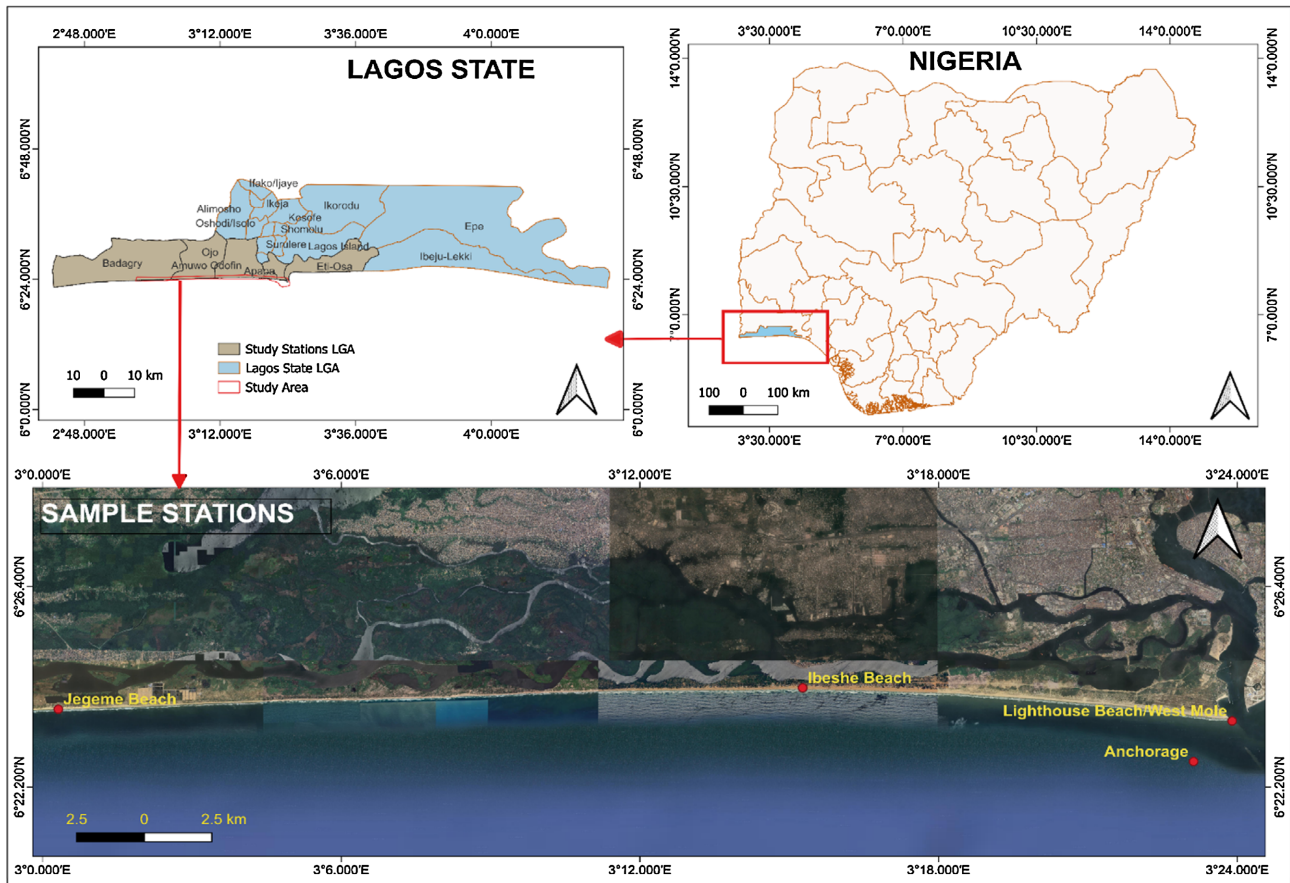 2°48.000'E 3°12.000'E 3°36.000'E 4°0.000'E
LAGOS STATE
6°48.000'N 6°48.000'N
Ifako/Ijaye
Ikeja
Alimosho
Ikorodu
Kosofe
Oshodi/Isolo
Shomolu
Epe
Surulere
Lagos Island
Ojo
Ibeju-Lekki
Badagry
Amuwo Odofin
Apapa
Eti-Osa
6°24.000'N 6°24.000'N
Study Stations LGA
Lagos State LGA
Study Area
10 0 10 km
6°0.000'N 6°0.000'N
2°48.000'E 3°12.000'E 3°36.000'E 4°0.000'E
3°30.000'E 7°0.000'E 10°30.000'E 14°0.000'E
NIGERIA
14°0.000'N 14°0.000'N
10°30.000'N 10°30.000'N
7°0.000'N 7°0.000'N
100 0 100 km
3°30.000'E 7°0.000'E 10°30.000'E 14°0.000'E
3°0.000'E 3°6.000'E 3°12.000'E 3°18.000'E 3°24.000'E
SAMPLE STATIONS
6°26.400'N 6°26.400'N
Ibeshe Beach
Jegeme Beach
Lighthouse Beach/West Mole
Anchorage
6°22.200'N 6°22.200'N
2.5 0 2.5 km
3°0.000'E 3°6.000'E 3°12.000'E 3°18.000'E 3°24.000'E